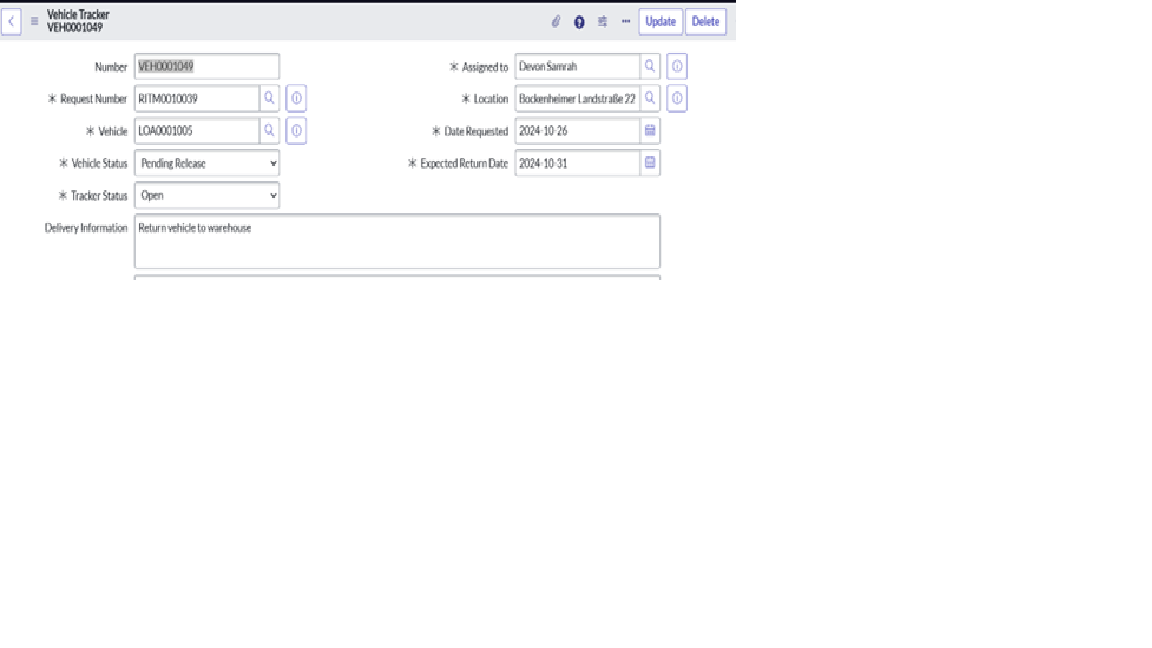 Vehicle Tracker
VEH0001049
Update
Delete
Number VEH0001049
Assigned to Devon Samrah
Request Number RITM0010039
Location Bockenheimer Landstraße 22
Vehicle LOA0001005
Date Requested 2024-10-26
Vehicle Status Pending Release
Expected Return Date 2024-10-31
Tracker Status Open
Delivery Information Return vehicle to warehouse